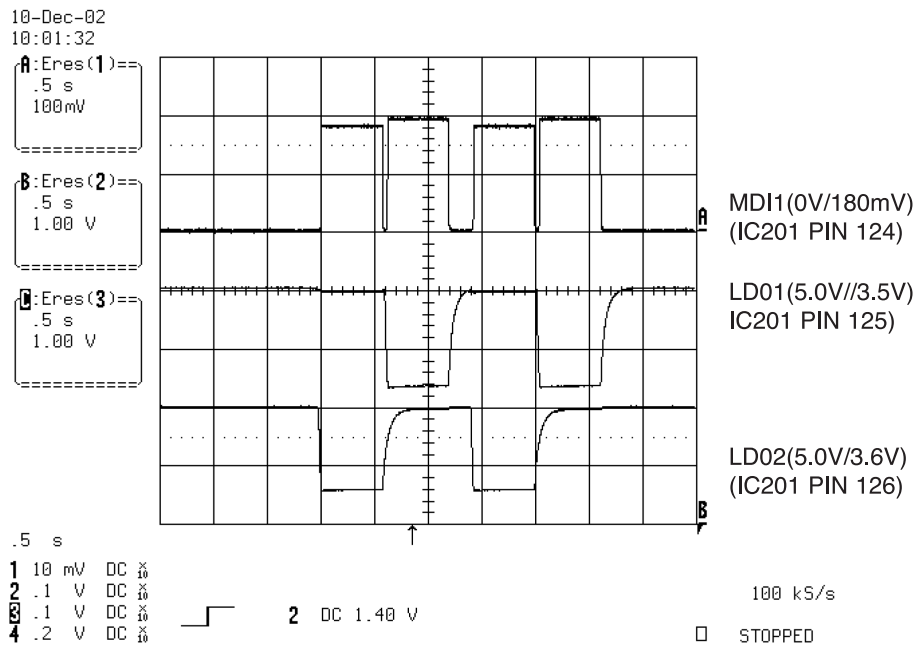 10-Dec-02
10:01:32
A:Eres(1)==
.5 s
100mV
B:Eres(2)==
.5 s
1.00 V
:Eres(3)==
.5 s
1.00 V
A
MDI1(0V/180mV)
(IC201 PIN 124)
LD01(5.0V//3.5V)
IC201 PIN 125)
LD02(5.0V/3.6V)
(IC201 PIN 126)
B
.5 s
1 10 mV DC X10
2 .1 V DC X10
3 .1 V DC X10
4 .2 V DC X10
2 DC 1.40 V
100 kS/s
STOPPED